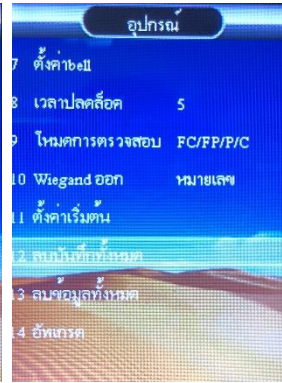 อุปกรณ์
7 ตั้งค่าbell
8 เวลาปลดล็อค 5
9 โหมดการตรวจสอบ FC/FP/P/C
10 Wiegand ออก หมายเลข
11 ตั้งค่าเริ่มต้น
12 ลบบันทึกทั้งหมด
13 ลบข้อมูลทั้งหมด
14 อัพเกรด